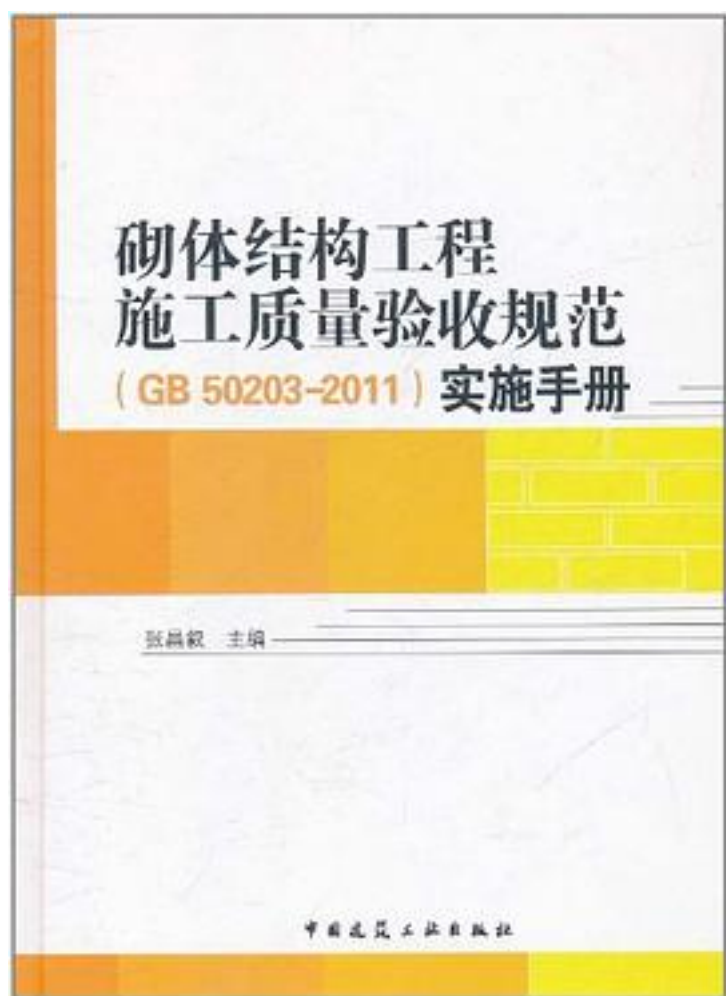 砌体结构工程
施工质量验收规范
(GB 50203-2011) 实施手册
张昌叙 主编
中国建筑工业出版社